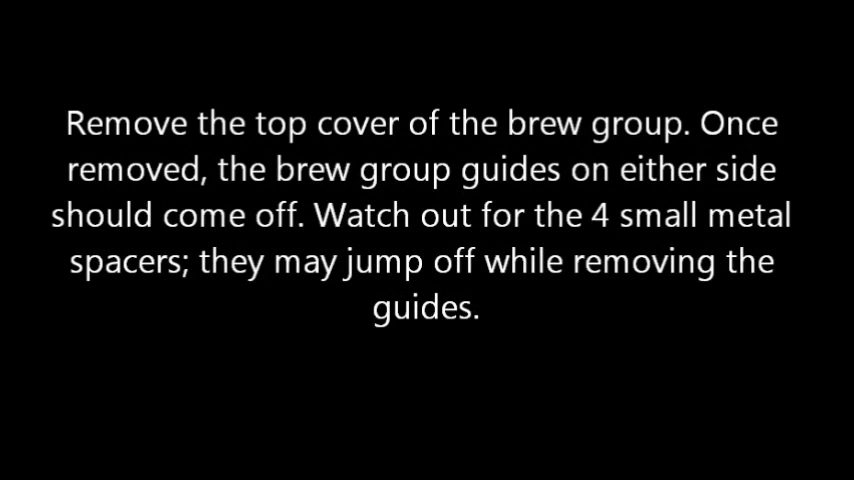 Remove the top cover of the brew group. Once
removed, the brew group guides on either side
should come off. Watch out for the 4 small metal
spacers; they may jump off while removing the
guides.